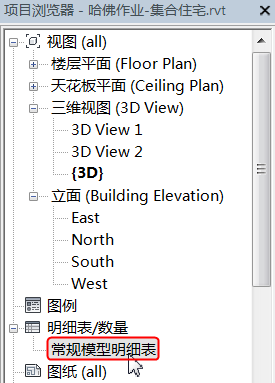 项目浏览器 - 哈佛作业-集合住宅.rvt
视图 (all)
楼层平面 (Floor Plan)
天花板平面 (Ceiling Plan)
三维视图 (3D View)
3D View 1
3D View 2
{3D}
立面 (Building Elevation)
East
North
South
West
图例
明细表/数量
常规模型明细表
图纸 (all)